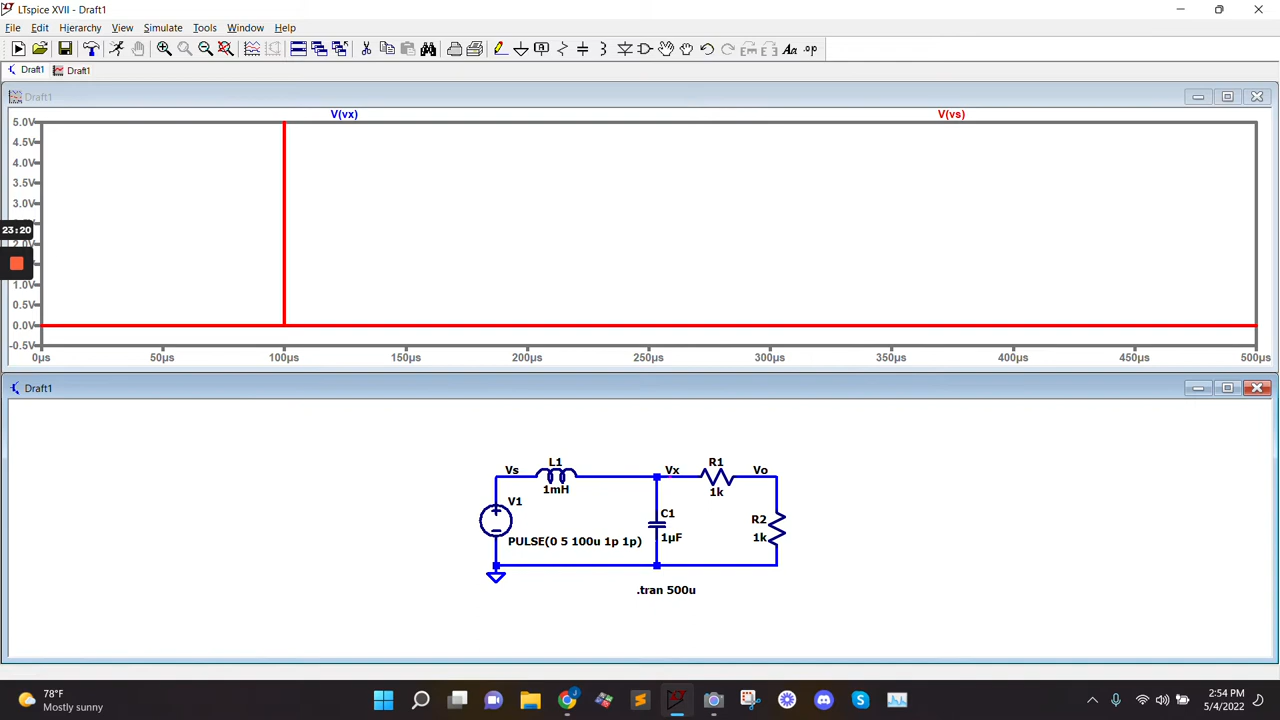 LTspice XVII - Draft1
File Edit Hierarchy View Simulate Tools Window Help
Aa .op
Draft1 Draft1
Draft1
V(vx) V(vs)
5.0V
4.5V
4.0V
3.5V
3.0V
23:20
2.0V
1.0V
0.5V
0.0V
-0.5V
0µs 50µs 100µs 150µs 200µs 250µs 300µs 350µs 400µs 450µs 500µs
Draft1
L1 R1
Vs Vx Vo
1mH 1k
V1
C1 R2
PULSE(0 5 100u 1p 1p) 1µF 1k
.tran 500u
78°F
Mostly sunny
2:54 PM
5/4/2022